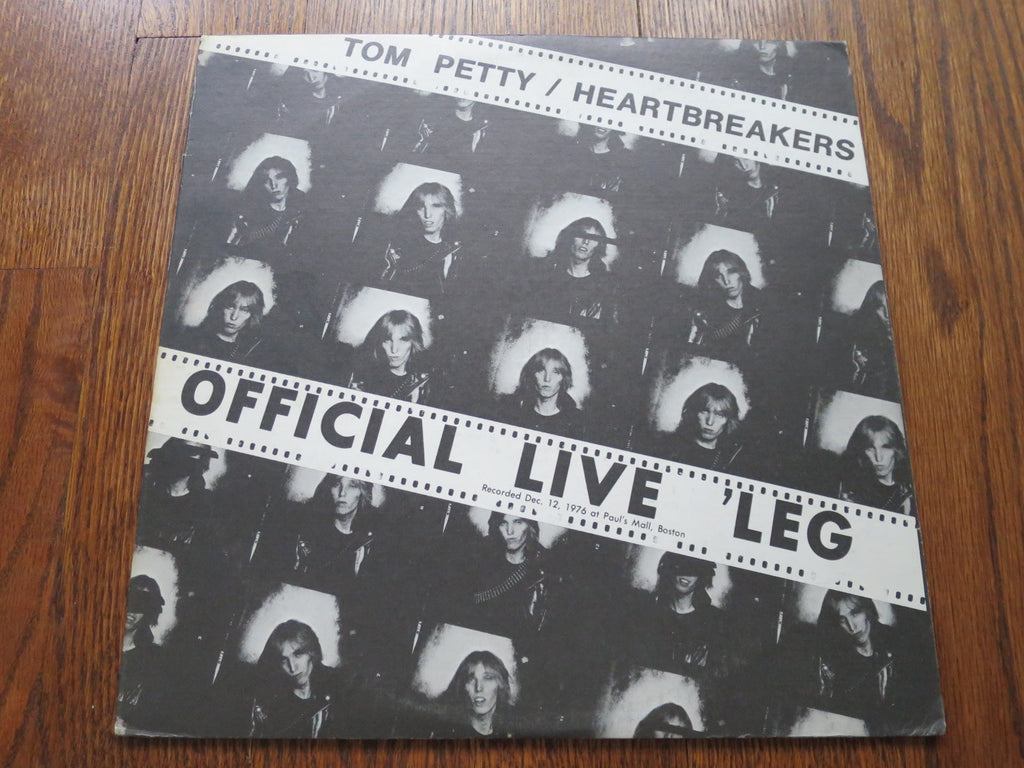 TOM PETTY / HEARTBREAKERS
OFFICIAL LIVE 'LEG
Recorded Dec. 12, 1976 at Paul's Mall, Boston